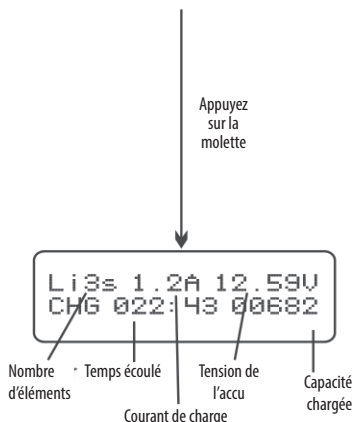 Appuyez
sur la
molette
Li3s 1.2A 12.59V
CHG 022:43 00682
Nombre
d'éléments
Temps écoulé
Courant de charge
Tension de
l'accu
Capacité
chargée